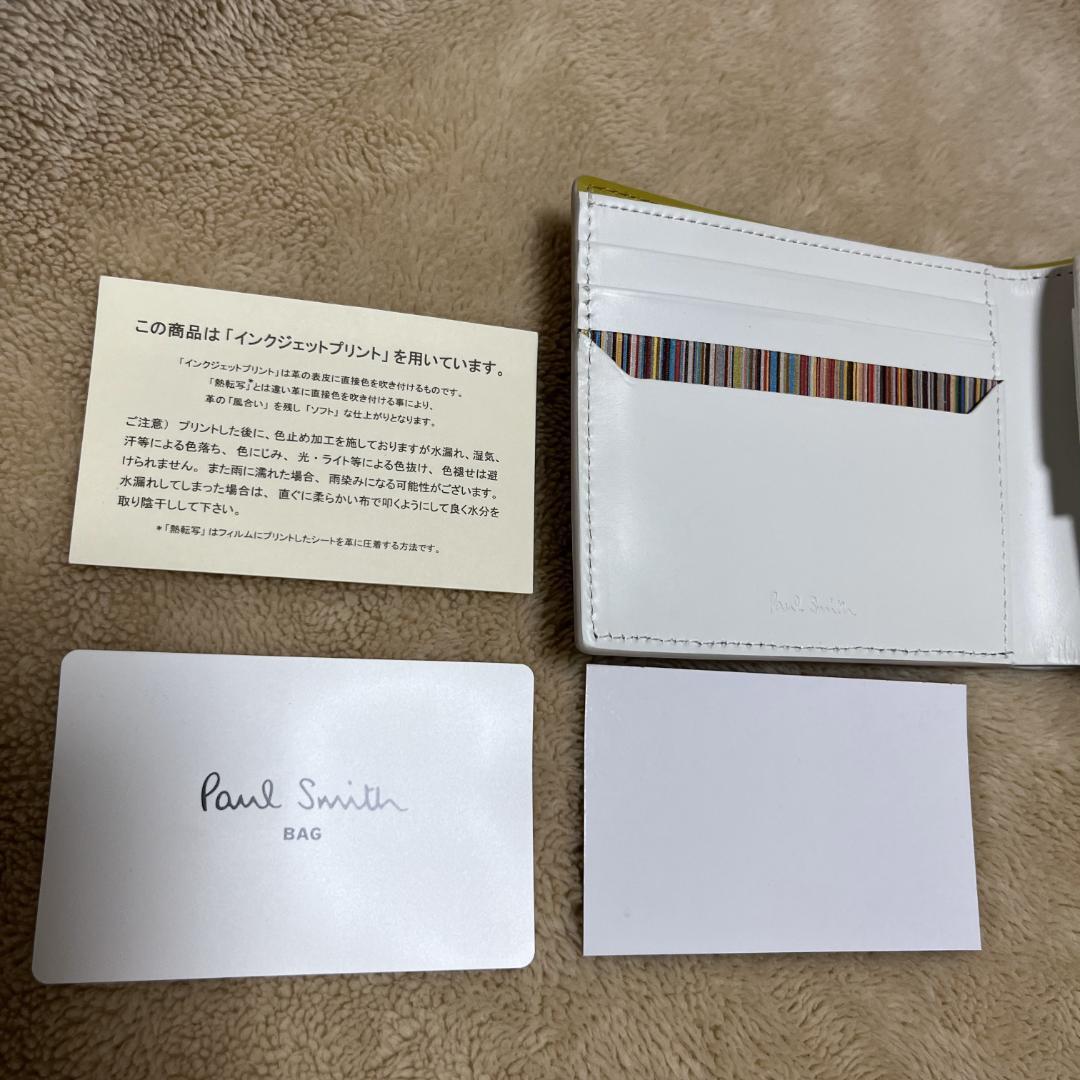 この商品は「インクジェットプリント」を用いています。
「インクジェットプリント」は革の表皮に直接色を吹き付けるものです。
「熱転写」*とは違い革に直接色を吹き付ける事により、
革の「風合い」を残し「ソフト」な仕上がりとなります。
ご注意） プリントした後に、色止め加工を施しておりますが水漏れ、湿気、
汗等による色落ち、色にじみ、光・ライト等による色抜け、色褪せは避
けられません。また雨に濡れた場合、雨染みになる可能性がございます。
水漏れしてしまった場合は、直ぐに柔らかい布で叩くようにして良く水分を
取り陰干しして下さい。
*「熱転写」はフィルムにプリントしたシートを革に圧着する方法です。
Paul Smith
Paul Smith
BAG